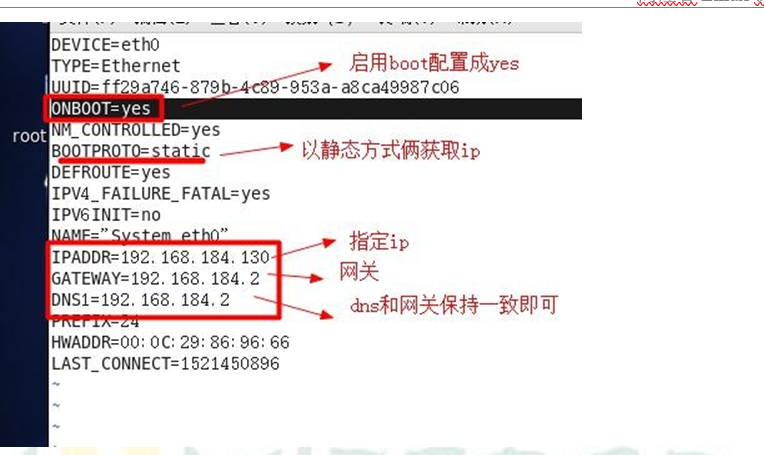 DEVICE=eth0
TYPE=Ethernet
启用boot配置成yes
UUID=ff29a746-879b-4c89-953a-a8ca49987c06
ONBOOT=yes
root
NM_CONTROLLED=yes
BOOTPROTO=static
以静态方式俩获取ip
DEFROUTE=yes
IPV4_FAILURE_FATAL=yes
IPV6INIT=no
NAME="System eth0"
指定ip
IPADDR=192.168.184.130
网关
GATEWAY=192.168.184.2
DNS1=192.168.184.2
dns和网关保持一致即可
PREFIX=24
HWADDR=00:0C:29:86:96:66
LAST_CONNECT=1521450896
~
~
~
~